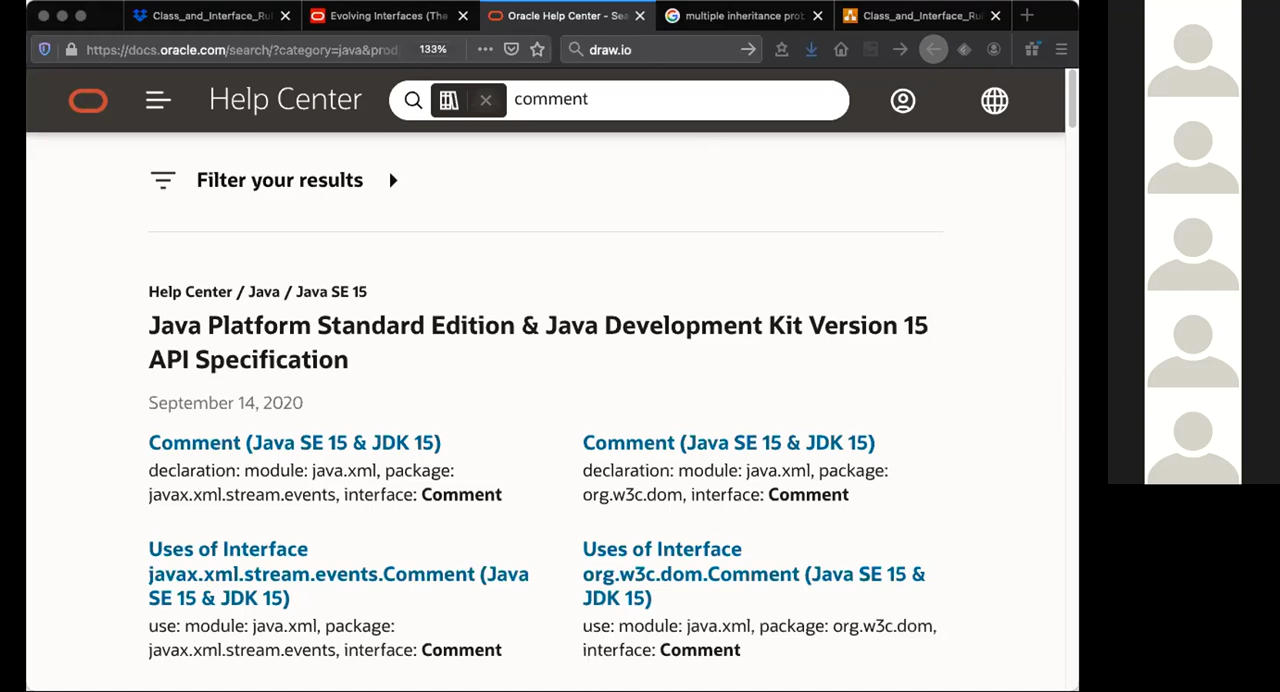 Class_and_Interface_Rul
Evolving Interfaces (The
Oracle Help Center - Sea
multiple inheritance prob
Class_and_Interface_Rul
https://docs.oracle.com/search/?category=java&prod
133%
draw.io
Help Center
comment
Filter your results
Help Center / Java / Java SE 15
Java Platform Standard Edition & Java Development Kit Version 15
API Specification
September 14, 2020
Comment (Java SE 15 & JDK 15)
declaration: module: java.xml, package:
javax.xml.stream.events, interface: Comment
Comment (Java SE 15 & JDK 15)
declaration: module: java.xml, package:
org.w3c.dom, interface: Comment
Uses of Interface
javax.xml.stream.events.Comment (Java
SE 15 & JDK 15)
use: module: java.xml, package:
javax.xml.stream.events, interface: Comment
Uses of Interface
org.w3c.dom.Comment (Java SE 15 &
JDK 15)
use: module: java.xml, package: org.w3c.dom,
interface: Comment